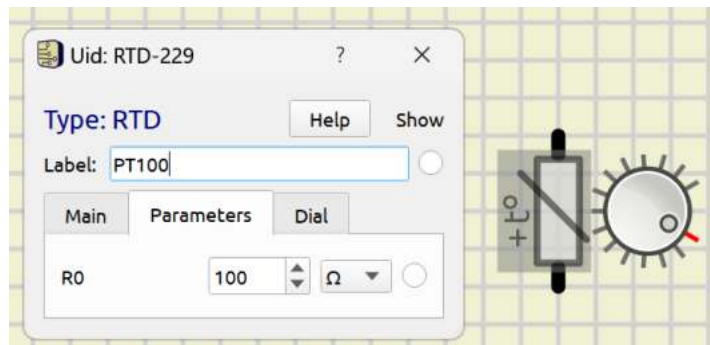 Uid: RTD-229 ? ×
Type: RTD Help Show
Label: PT100
Main Parameters Dial
R0 100 Ω
+t°